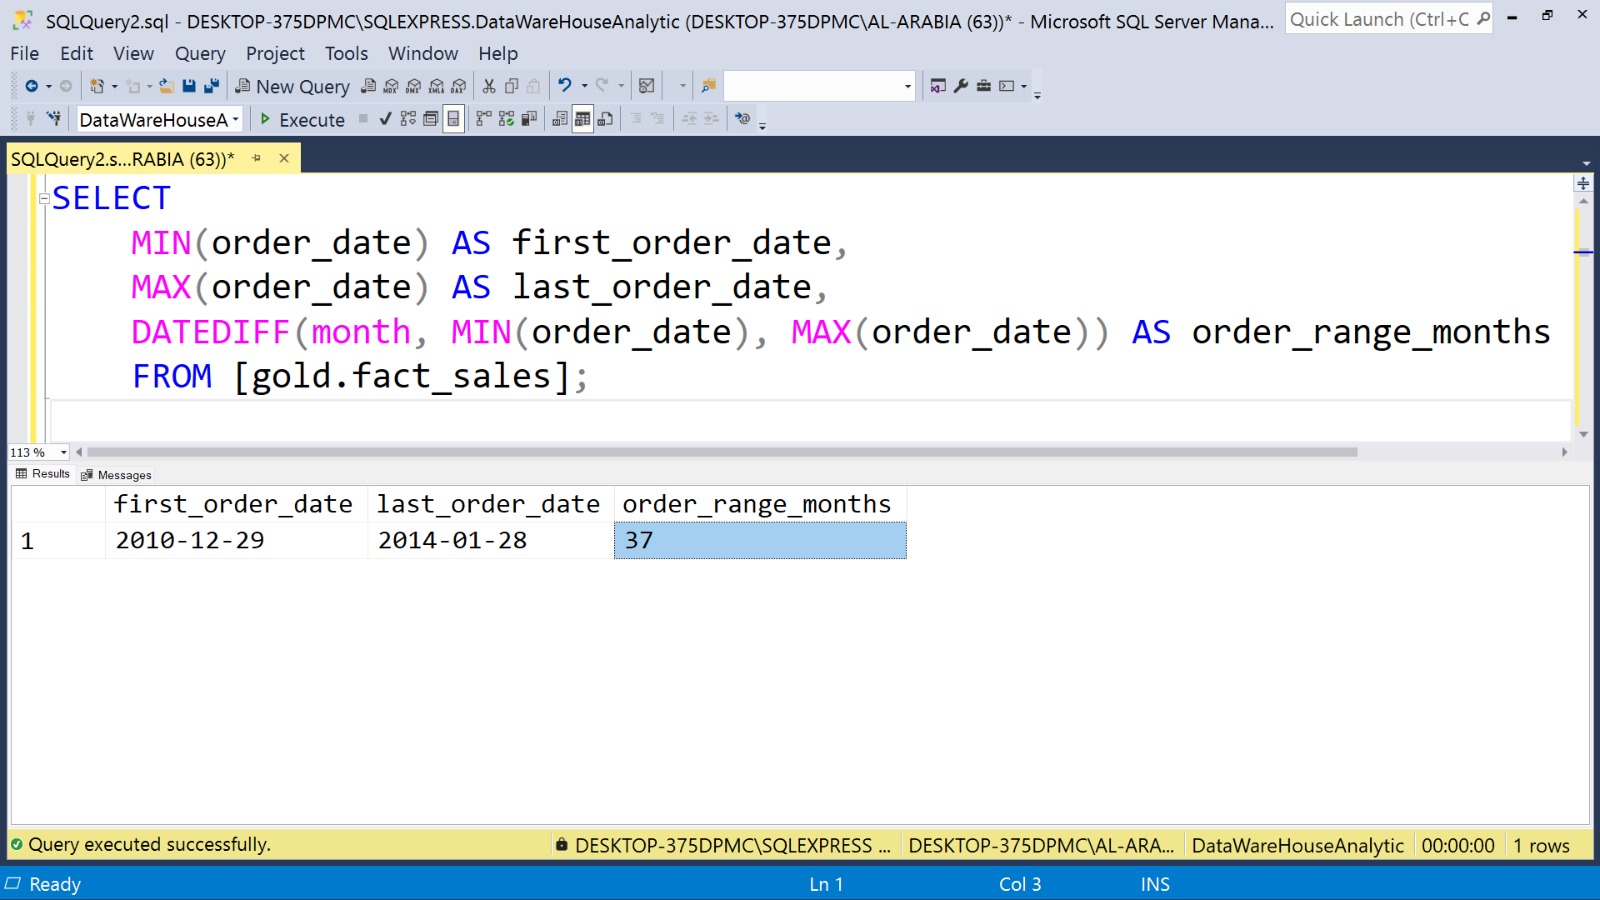 SQLQuery2.sql - DESKTOP-375DPMC\SQLEXPRESS.DataWareHouseAnalytic (DESKTOP-375DPMC\AL-ARABIA (63))* - Microsoft SQL Server Mana...
Quick Launch (Ctrl+C
File Edit View Query Project Tools Window Help
New Query
DataWareHouseA
Execute
SQLQuery2.s...RABIA (63))*
SELECT
MIN(order_date) AS first_order_date,
MAX(order_date) AS last_order_date,
DATEDIFF(month, MIN(order_date), MAX(order_date)) AS order_range_months
FROM [gold.fact_sales];
113 %
Results Messages
first_order_date last_order_date order_range_months
1 2010-12-29 2014-01-28 37
Query executed successfully. DESKTOP-375DPMC\SQLEXPRESS ... DESKTOP-375DPMC\AL-ARA... DataWareHouseAnalytic 00:00:00 1 rows
Ready Ln 1 Col 3 INS